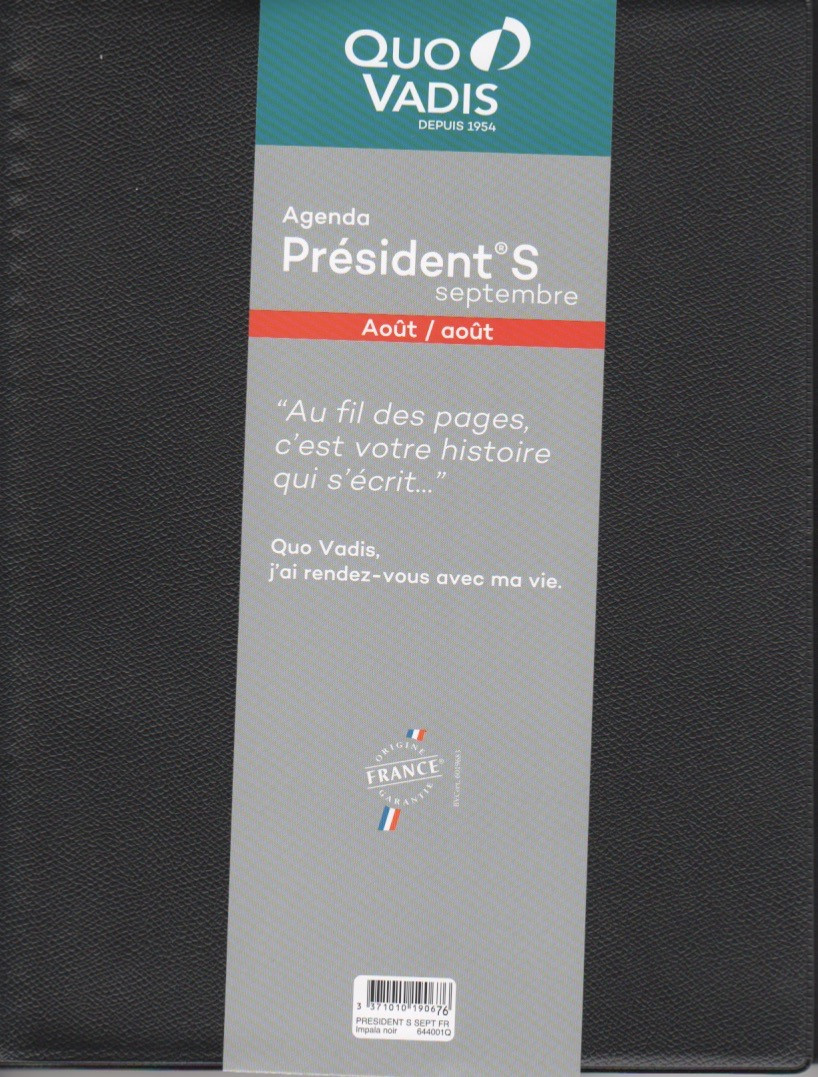 QUO
VADIS
DEPUIS 1954
Agenda
Président® S
septembre
Août / août
“Au fil des pages,
c’est votre histoire
qui s’écrit...”
Quo Vadis,
j’ai rendez-vous avec ma vie.
ORIGINE
FRANCE®
GARANTIE
3 371010 190676
PRESIDENT S SEPT FR
Impala noir 644001Q